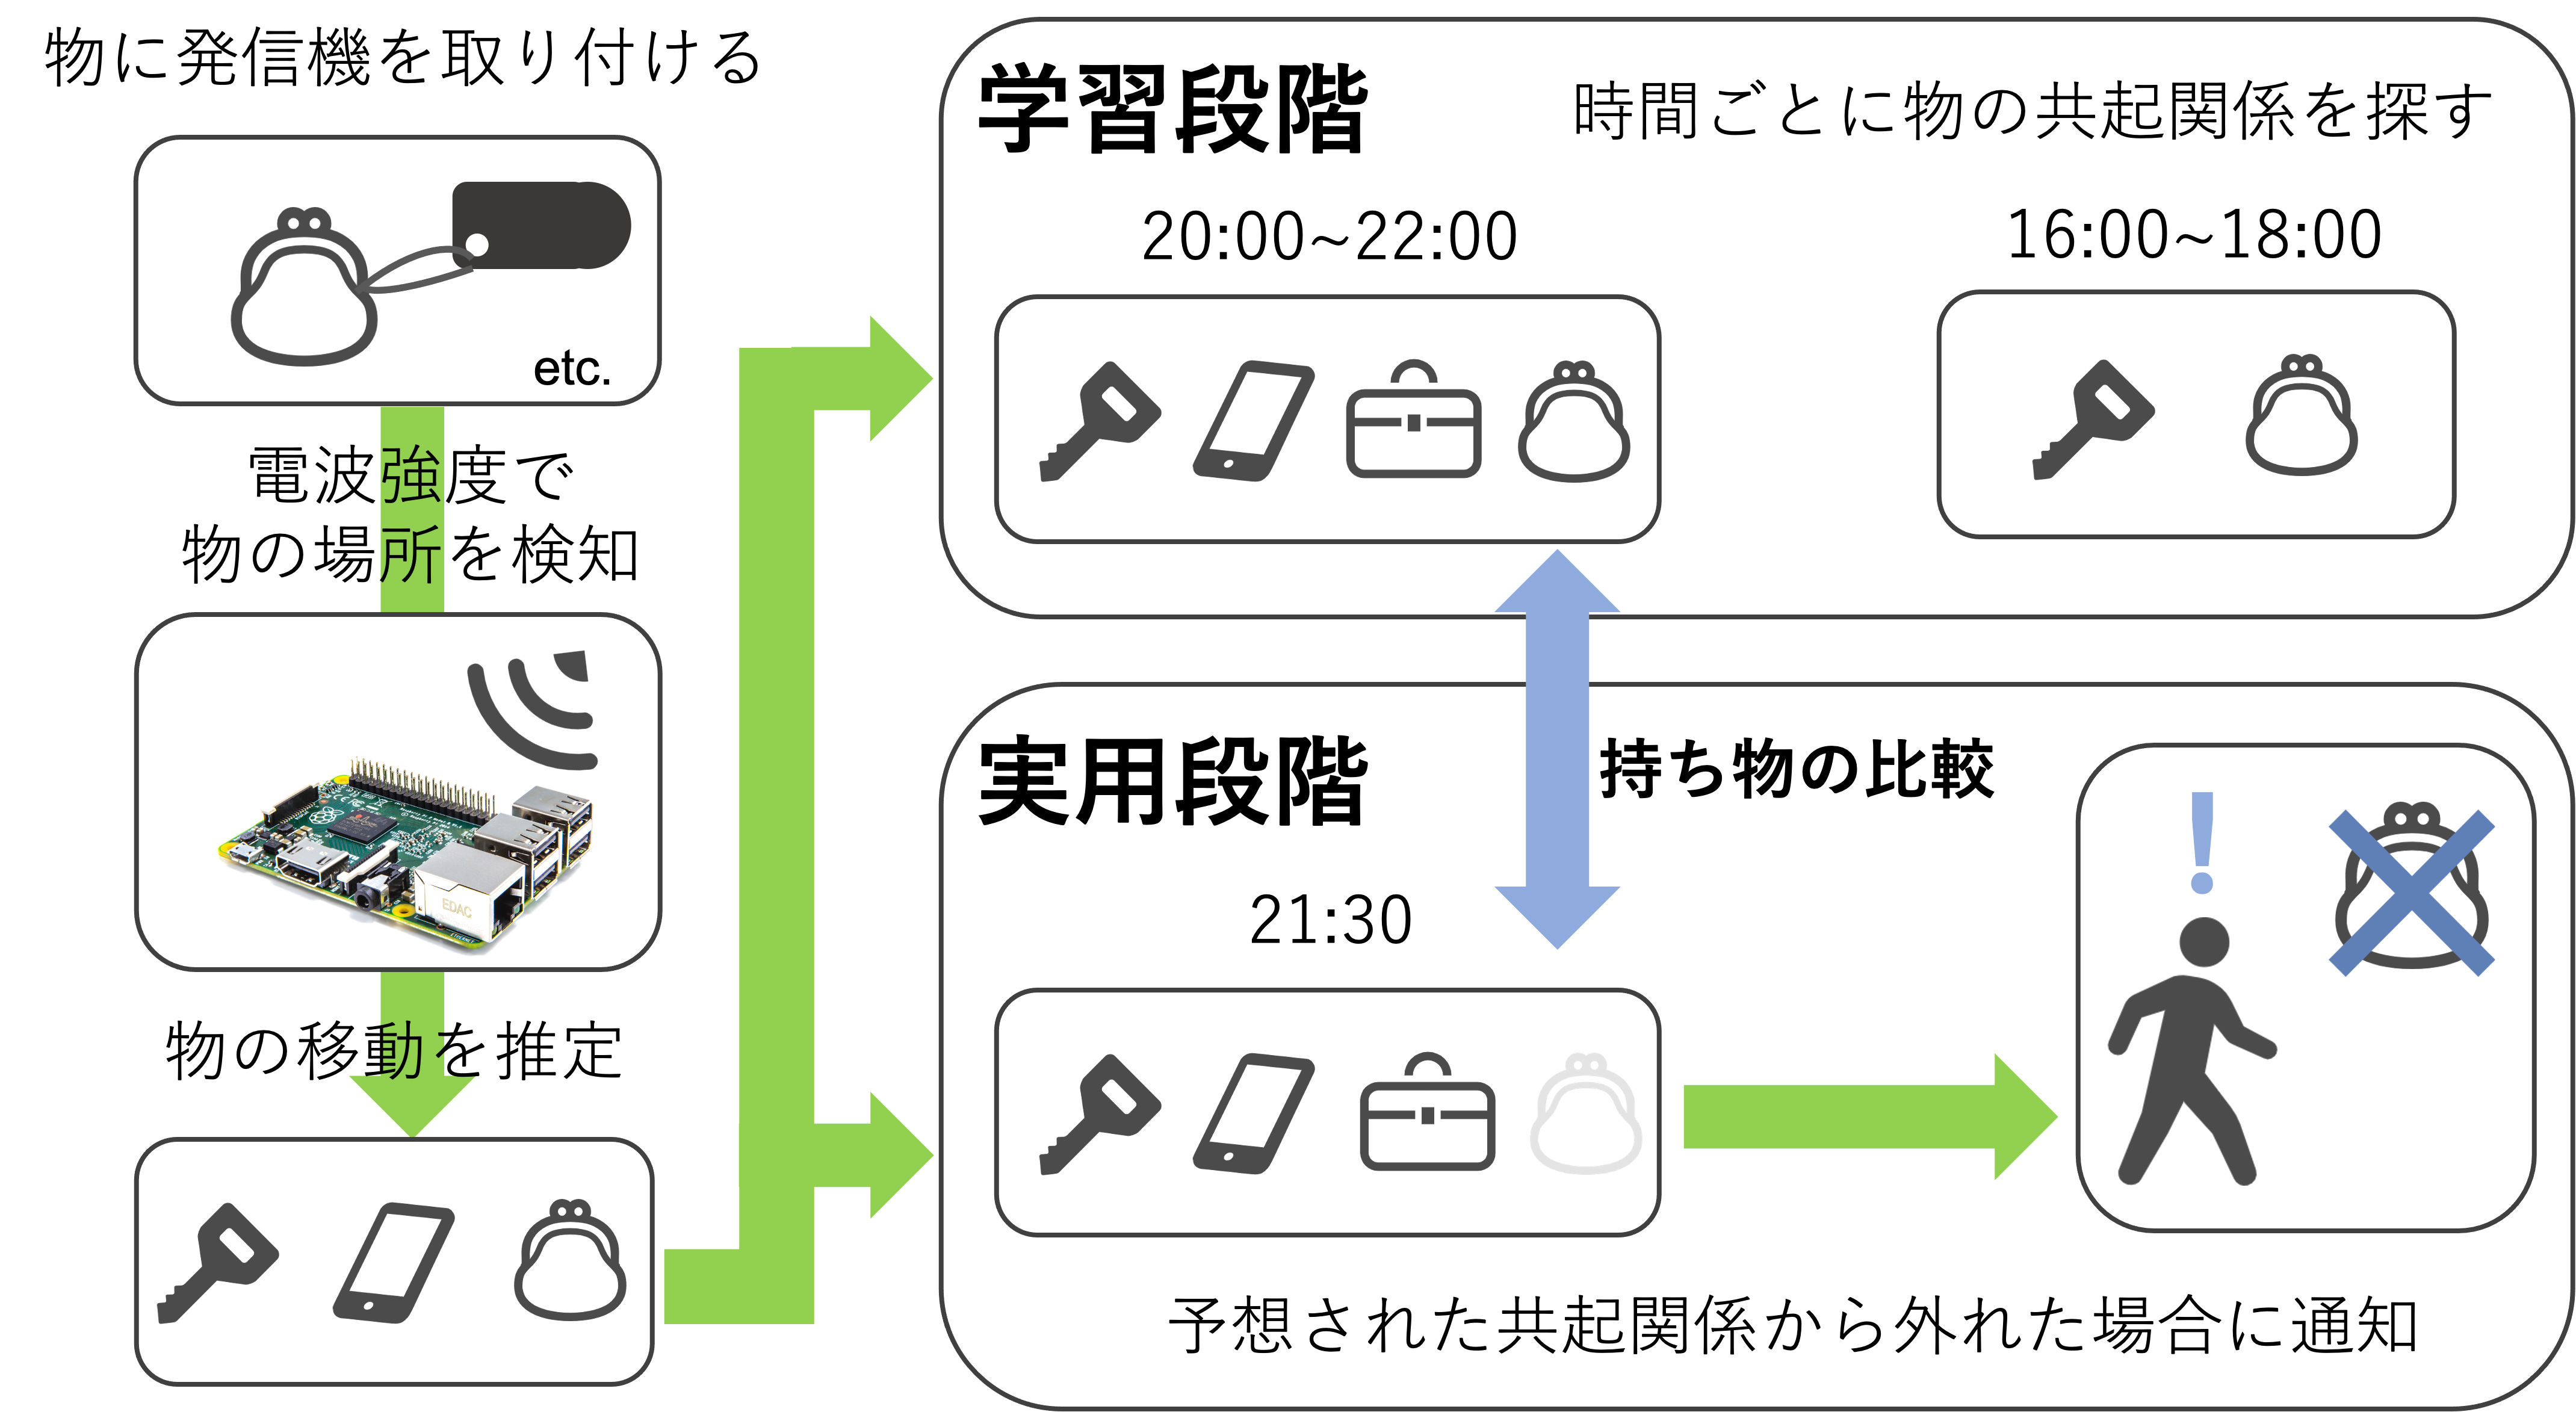 物に発信機を取り付ける
etc.
電波強度で
物の場所を検知
EDAC
物の移動を推定
学習段階
時間ごとに物の共起関係を探す
20:00~22:00
16:00~18:00
実用段階
持ち物の比較
21:30
!
予想された共起関係から外れた場合に通知